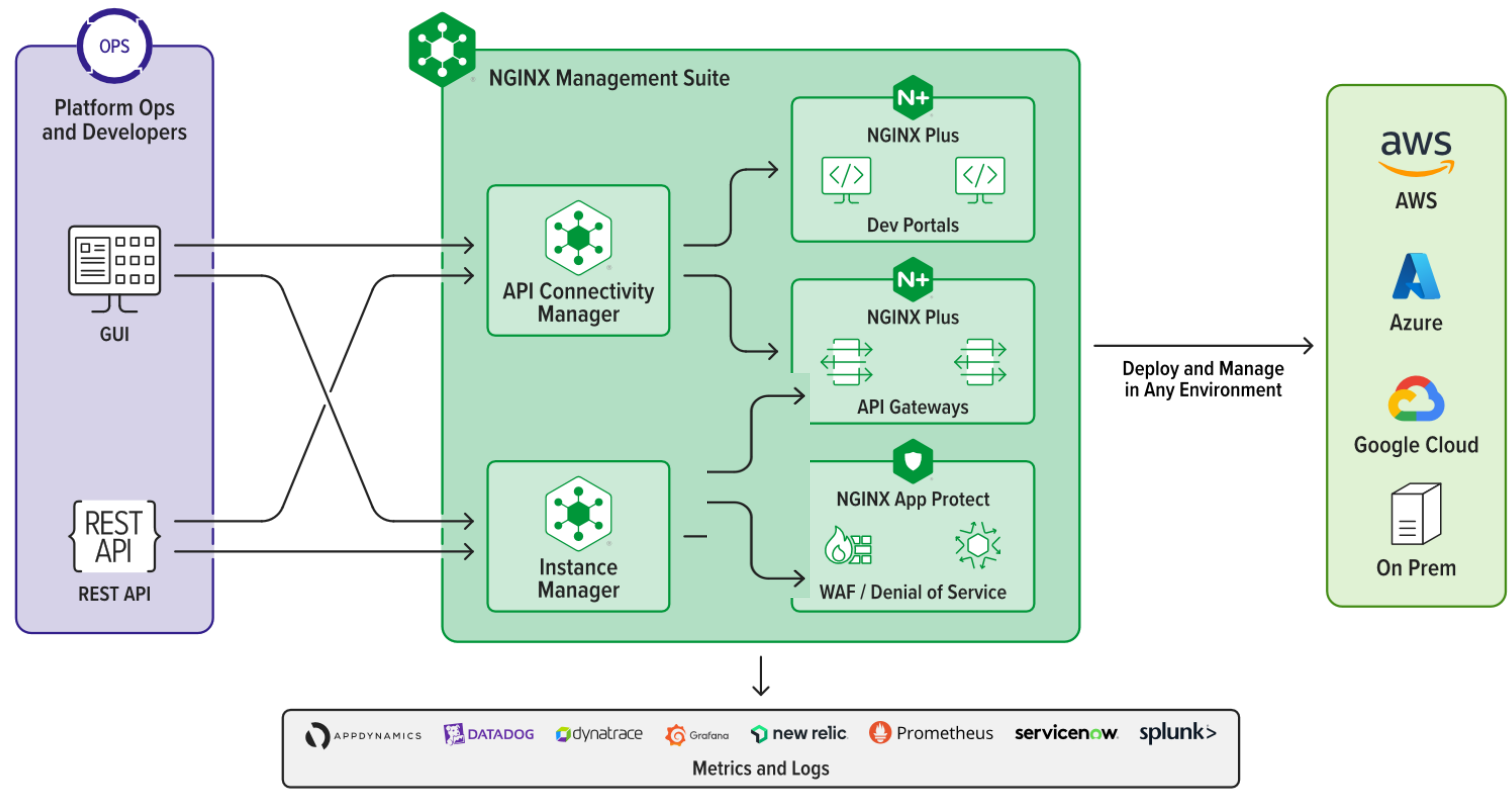 OPS
Platform Ops
and Developers
GUI
{REST
API}
REST API
NGINX Management Suite
API Connectivity
Manager
Instance
Manager
N+
NGINX Plus
</>
</>
Dev Portals
N+
NGINX Plus
API Gateways
NGINX App Protect
WAF / Denial of Service
Deploy and Manage
in Any Environment
aws
AWS
Azure
Google Cloud
On Prem
APPDYNAMICS
DATADOG
dynatrace
Grafana
new relic
Prometheus
servicenow
splunk>
Metrics and Logs